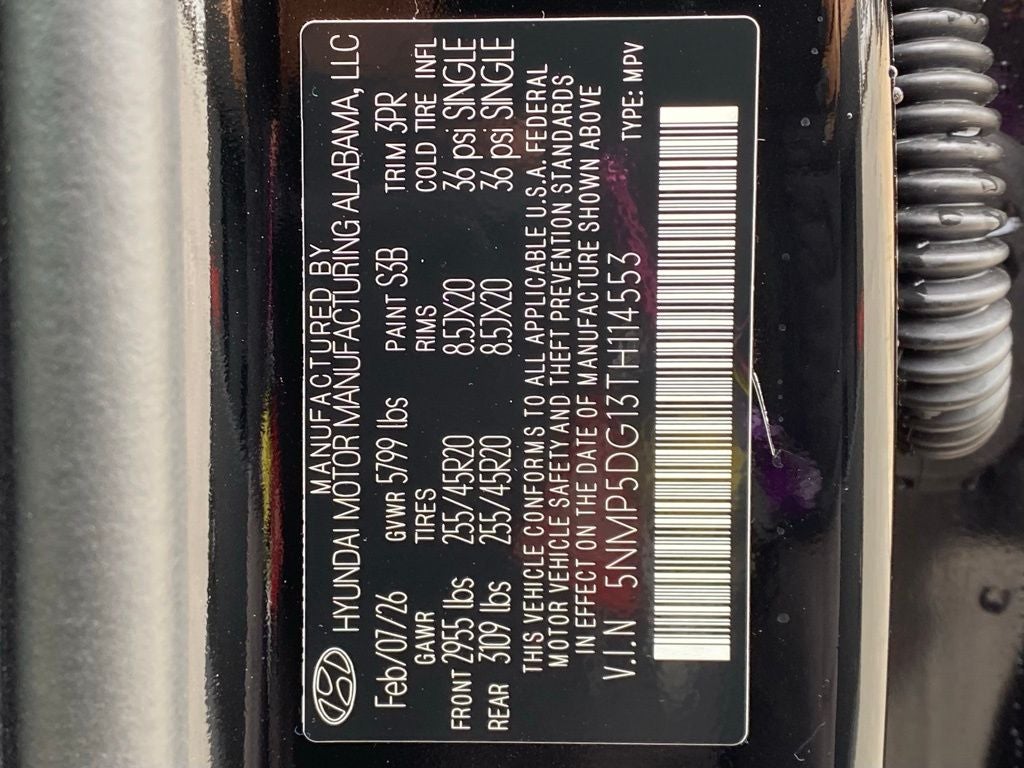 MANUFACTURED BY
HYUNDAI MOTOR MANUFACTURING ALABAMA, LLC
Feb/07/26 GVWR 5799 lbs PAINT S3B TRIM 3PR
GAWR TIRES RIMS COLD TIRE INFL
FRONT 2955 lbs 255/45R20 8.5JX20 36 psi SINGLE
REAR 3109 lbs 255/45R20 8.5JX20 36 psi SINGLE
THIS VEHICLE CONFORMS TO ALL APPLICABLE U.S.A. FEDERAL
MOTOR VEHICLE SAFETY AND THEFT PREVENTION STANDARDS
IN EFFECT ON THE DATE OF MANUFACTURE SHOWN ABOVE
V.I.N 5NMP5DG13TH114553 TYPE: MPV